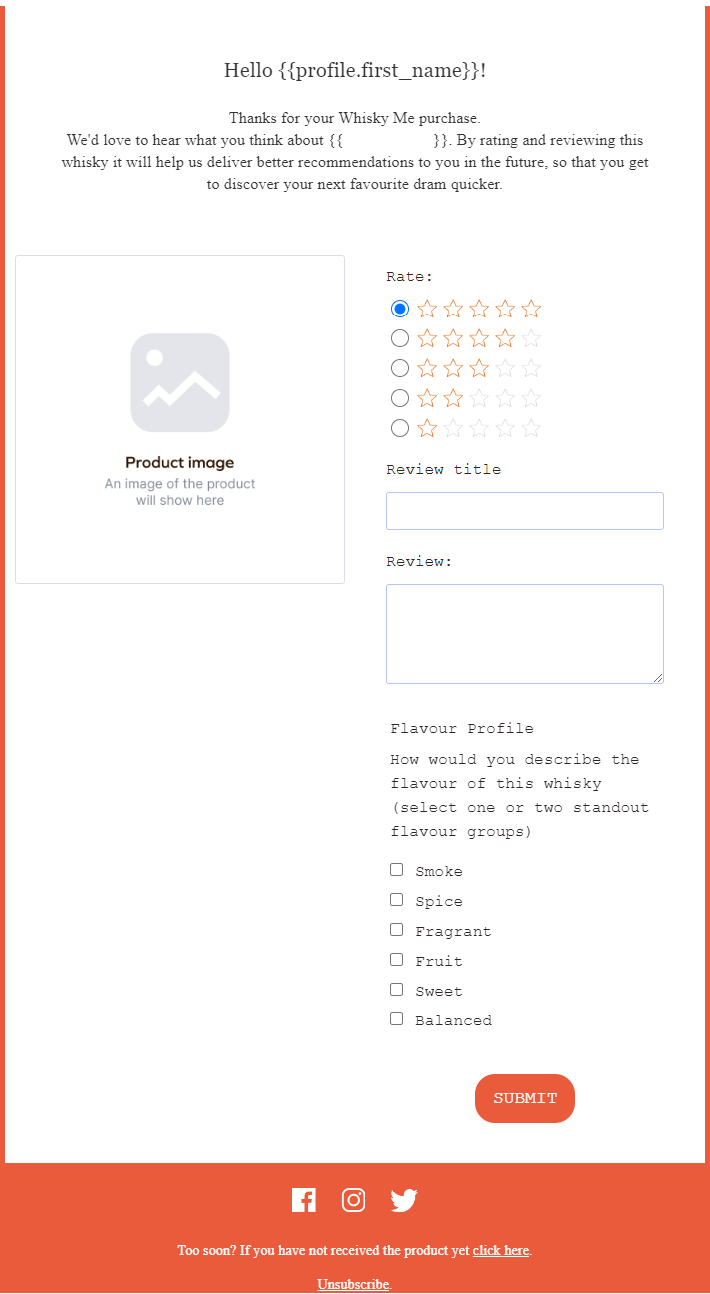 Hello {{profile.first_name}}!
Thanks for your Whisky Me purchase.
We'd love to hear what you think about {{ }}. By rating and reviewing this
whisky it will help us deliver better recommendations to you in the future, so that you get
to discover your next favourite dram quicker.
Product image
An image of the product
will show here
Rate:
Review title
Review:
Flavour Profile
How would you describe the
flavour of this whisky
(select one or two standout
flavour groups)
Smoke
Spice
Fragrant
Fruit
Sweet
Balanced
SUBMIT
Too soon? If you have not received the product yet click here.
Unsubscribe.